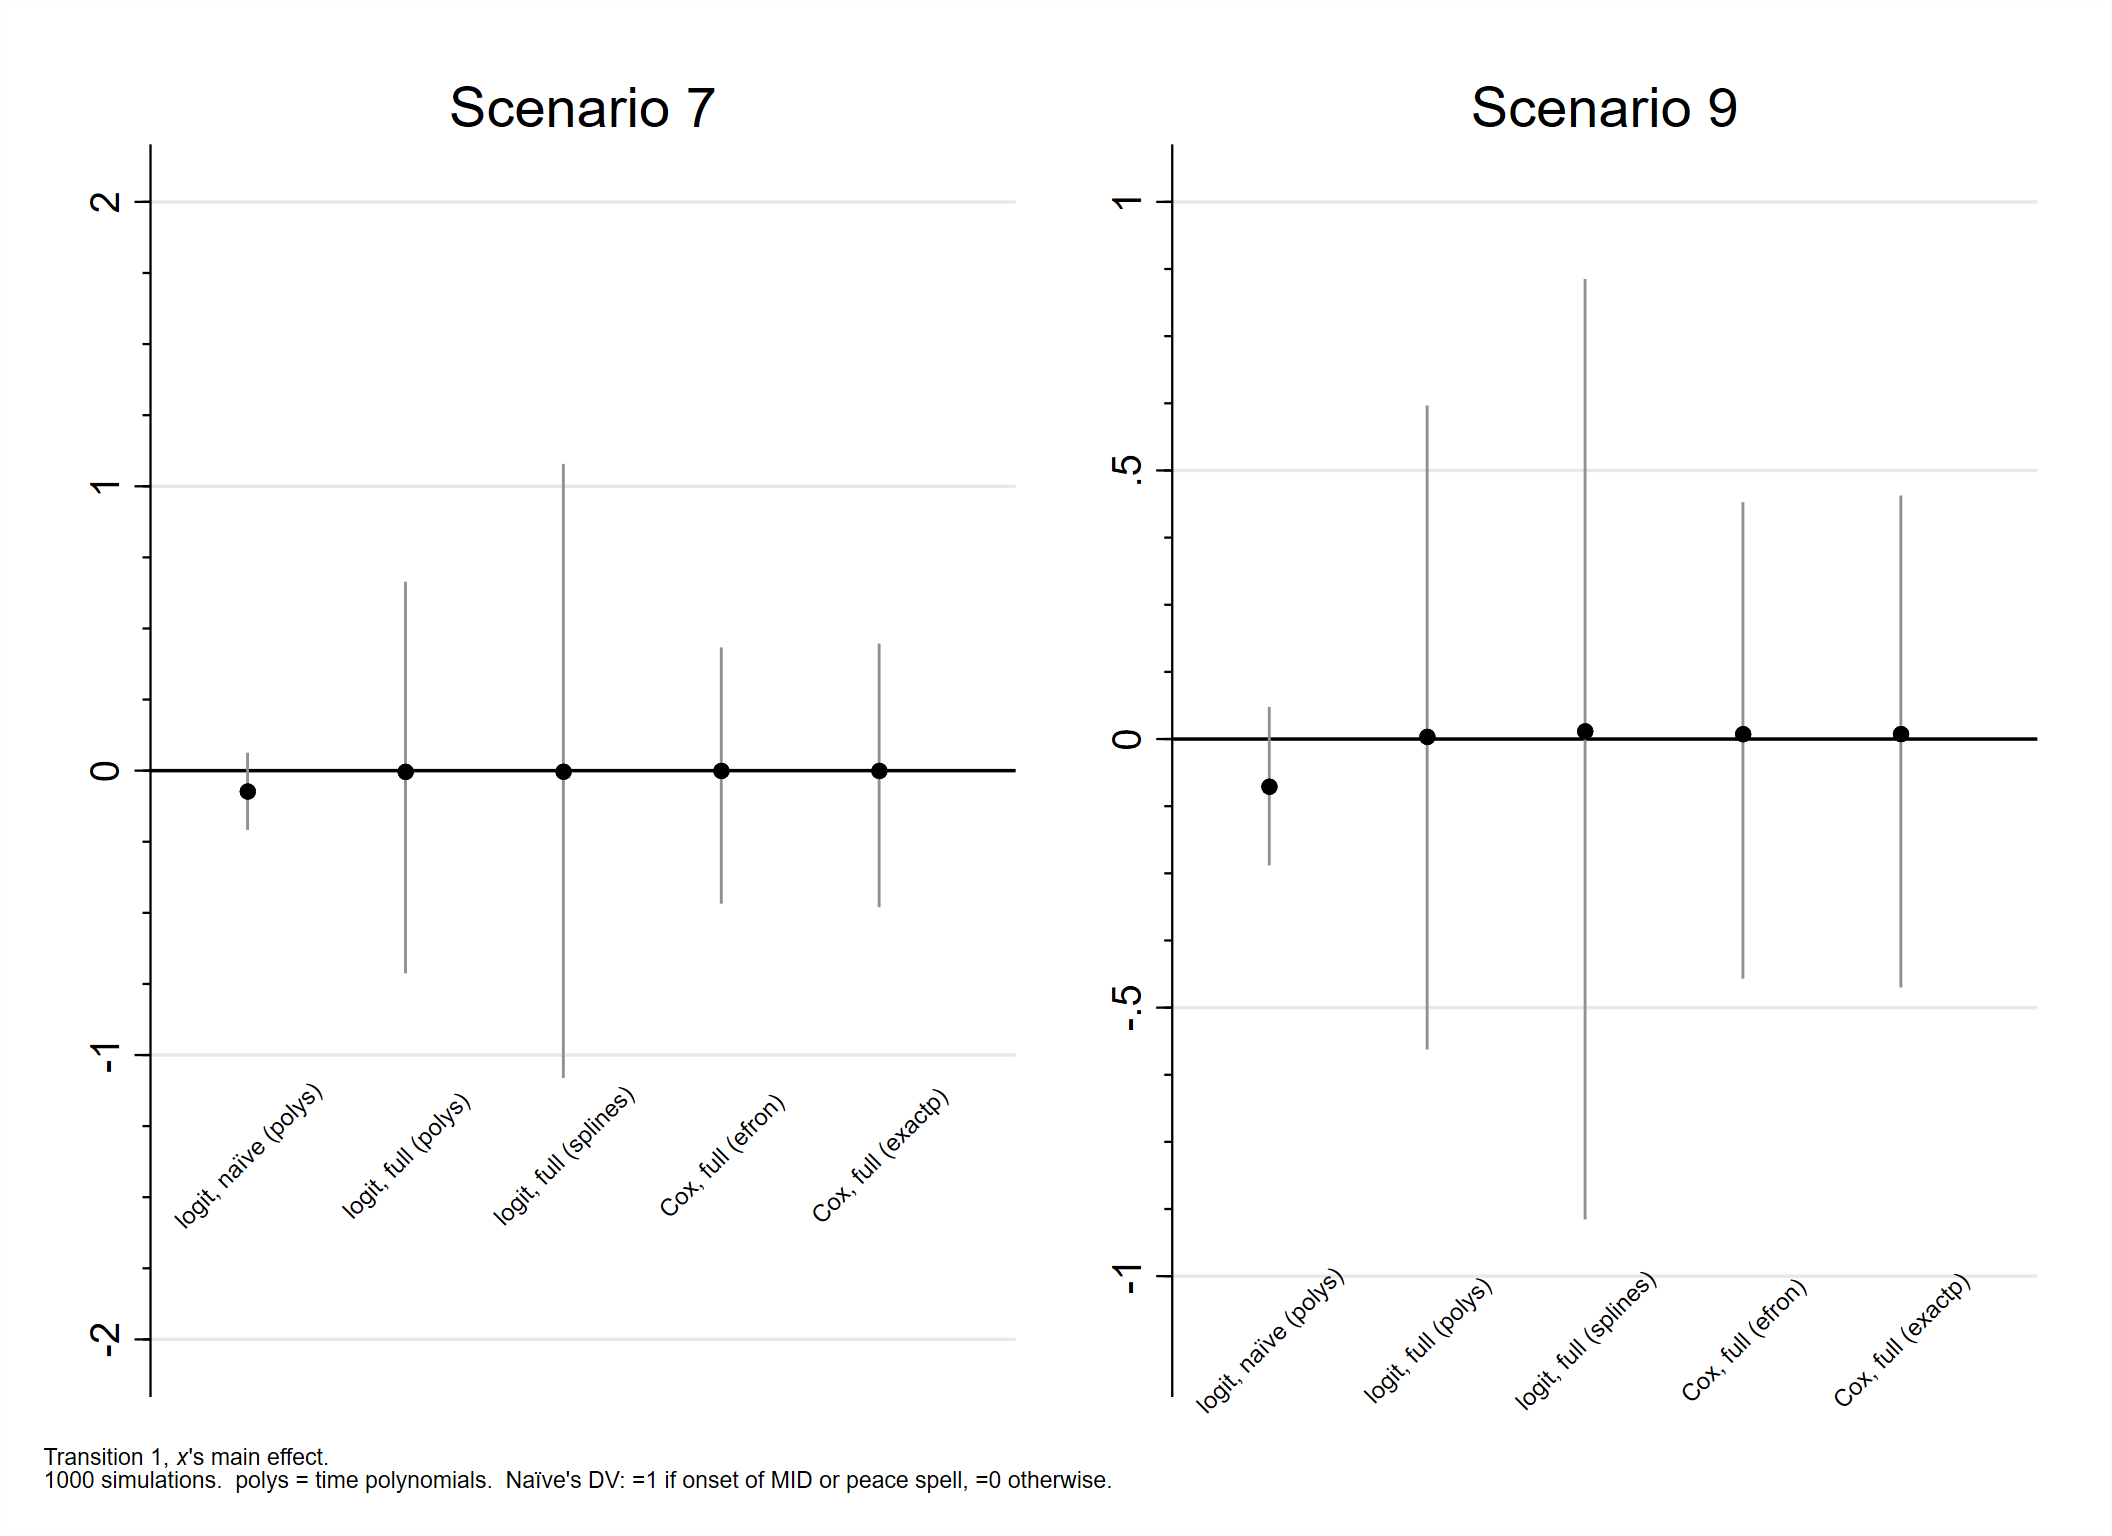 Scenario 7
2
1
0
-1
-2
logit, naïve (polys)
logit, full (polys)
logit, full (splines)
Cox, full (efron)
Cox, full (exactp)
Scenario 9
1
.5
0
-.5
-1
logit, naïve (polys)
logit, full (polys)
logit, full (splines)
Cox, full (efron)
Cox, full (exactp)
Transition 1, x's main effect.
1000 simulations.  polys = time polynomials.  Naïve's DV: =1 if onset of MID or peace spell, =0 otherwise.